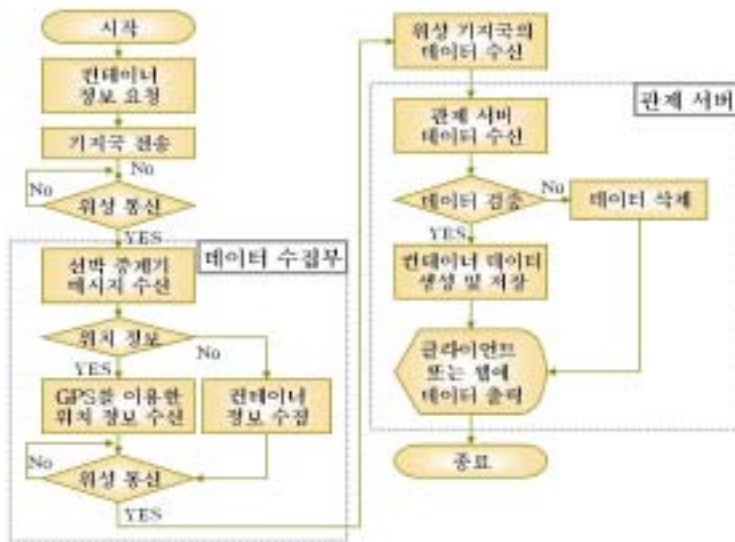 시작
컨테이너
정보 요청
기지국 전송
No
No
위성 통신
YES
데이터 수집부
선박 중계기
메시지 수신
위치 정보
No
YES
GPS를 이용한
위치 정보 수신
컨테이너
정보 수집
No
위성 통신
YES
위성 기지국의
데이터 수신
관제 서버
관제 서버
데이터 수신
데이터 검증
No
데이터 삭제
YES
컨테이너 데이터
생성 및 저장
클라이언트
또는 웹에
데이터 출력
종료